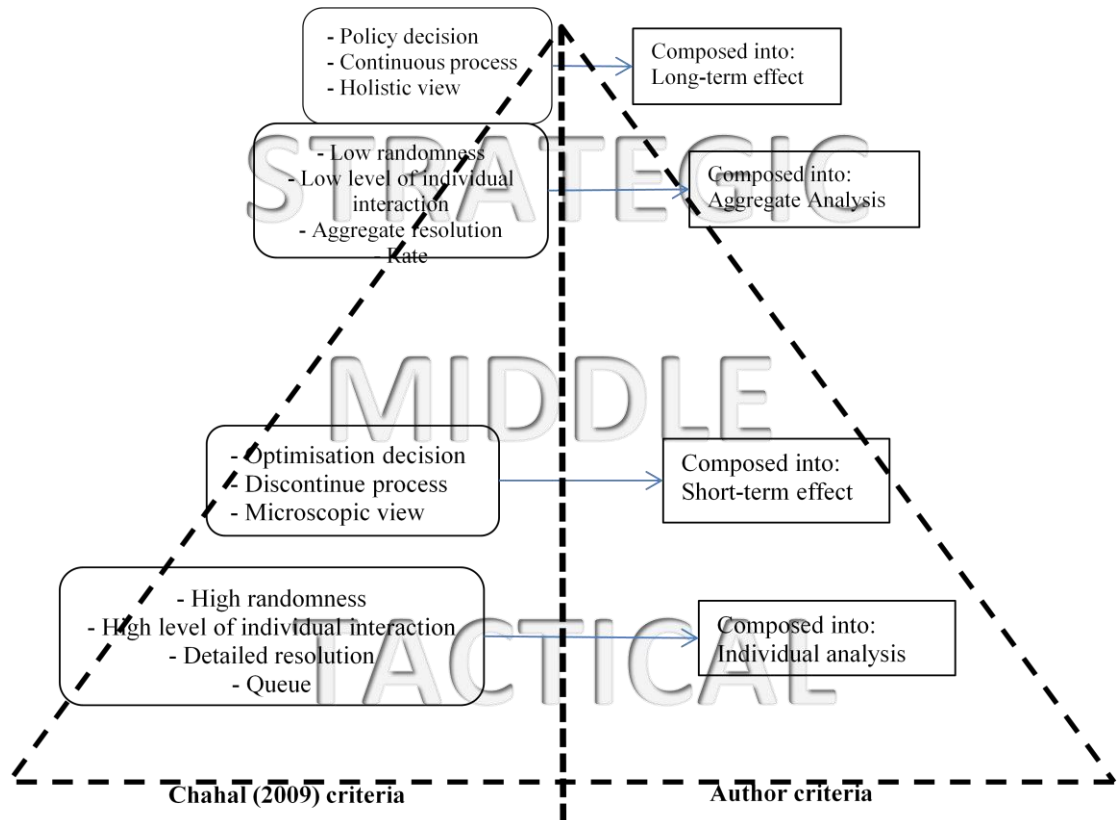 - Policy decision
- Continuous process
- Holistic view
Composed into:
Long-term effect
STRATEGIC
- Low randomness
- Low level of individual
interaction
- Aggregate resolution
- Rate
Composed into:
Aggregate Analysis
MIDDLE
- Optimisation decision
- Discontinue process
- Microscopic view
Composed into:
Short-term effect
- High randomness
- High level of individual interaction
- Detailed resolution
- Queue
TACTICAL
Composed into:
Individual analysis
Chahal (2009) criteria
Author criteria